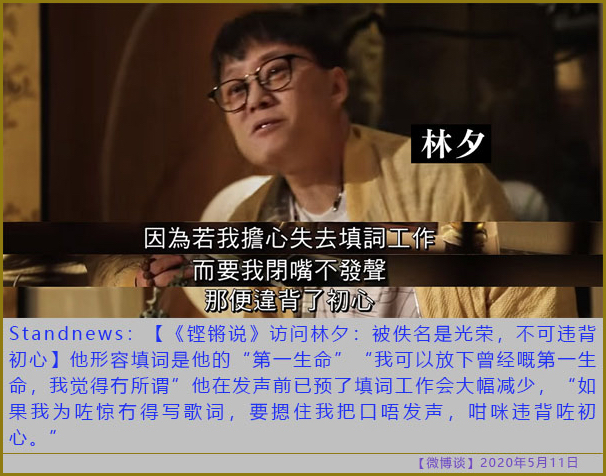 林夕
因為若我擔心失去填詞工作
而要我閉嘴不發聲
那便違背了初心
Standnews：【《铿锵说》访问林夕：被佚名是光荣，不可违背
初心】他形容填词是他的“第一生命”“我可以放下曾经嘅第一生
命，我觉得冇所谓”他在发声前已预了填词工作会大幅减少，“如
果我为咗惊冇得写歌词，要摁住我把口唔发声，咁咪违背咗初
心。”
【微博谈】2020年5月11日